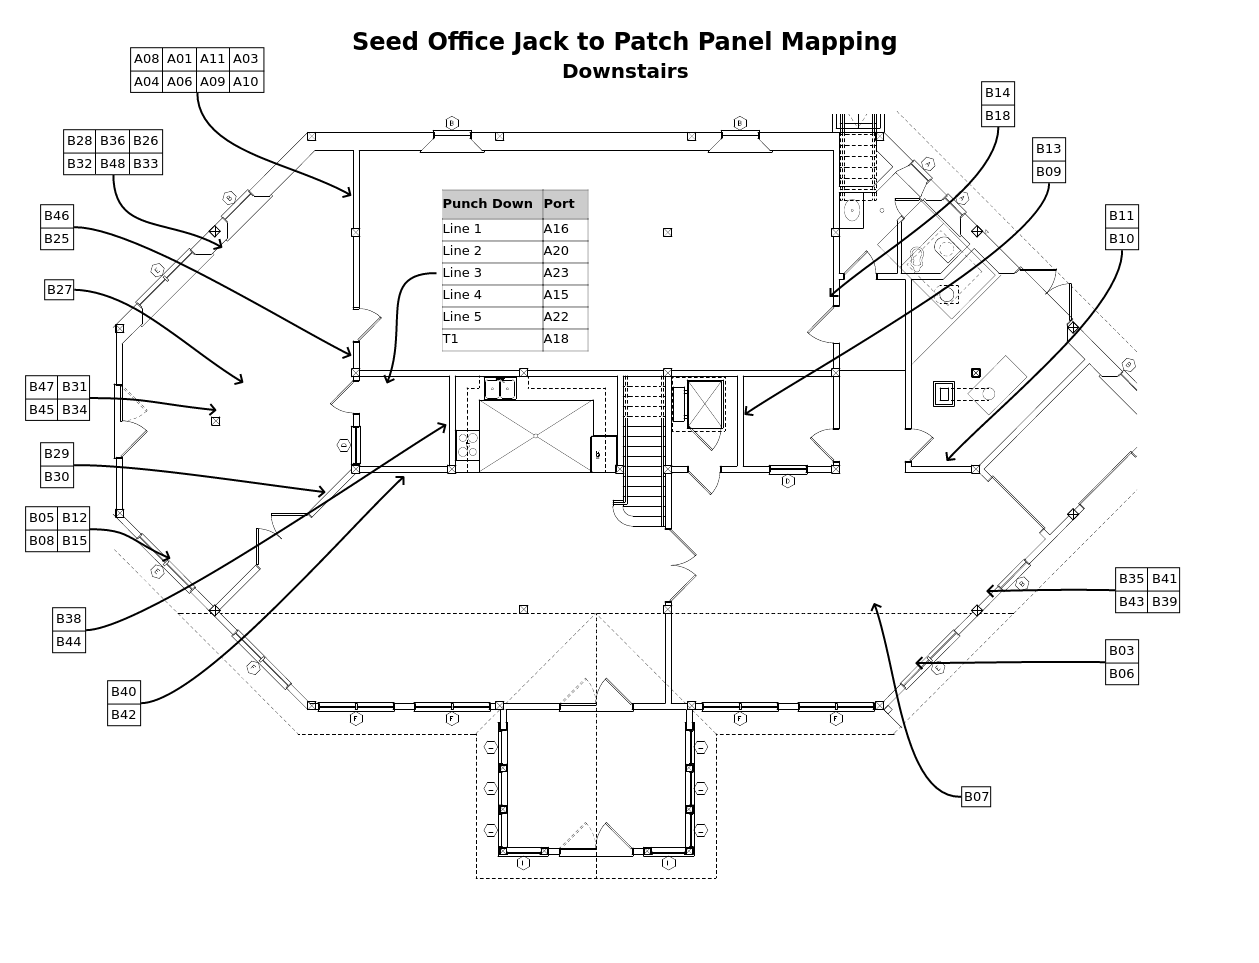 Seed Office Jack to Patch Panel Mapping
Downstairs
A08 A01 A11 A03
A04 A06 A09 A10
B28 B36 B26
B32 B48 B33
B46
B25
B27
B47 B31
B45 B34
B29
B30
B05 B12
B08 B15
B38
B44
B40
B42
Punch Down Port
Line 1 A16
Line 2 A20
Line 3 A23
Line 4 A15
Line 5 A22
T1 A18
B14
B18
B13
B09
B11
B10
B35 B41
B43 B39
B03
B06
B07
B
B
B
E
D
D
E
F
F
F
F
F
A
A
B